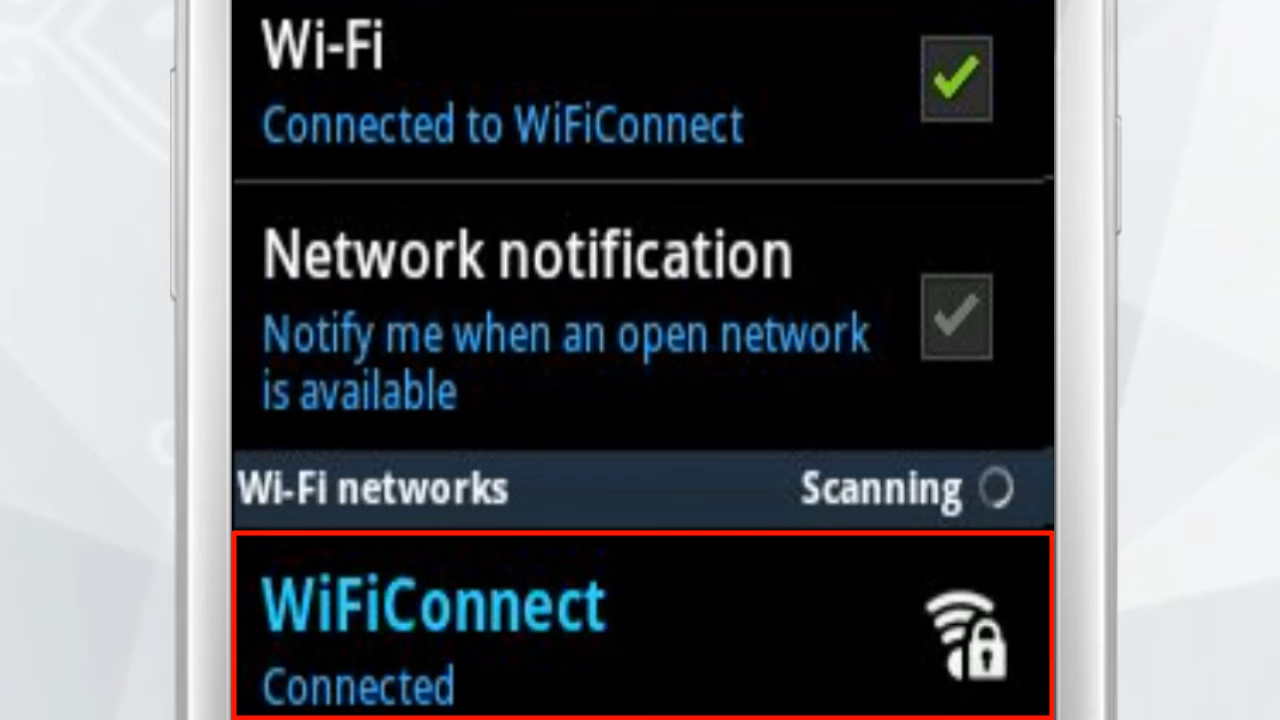 Wi-Fi
Connected to WiFiConnect
Network notification
Notify me when an open network
is available
Wi-Fi networks Scanning
WiFiConnect
Connected